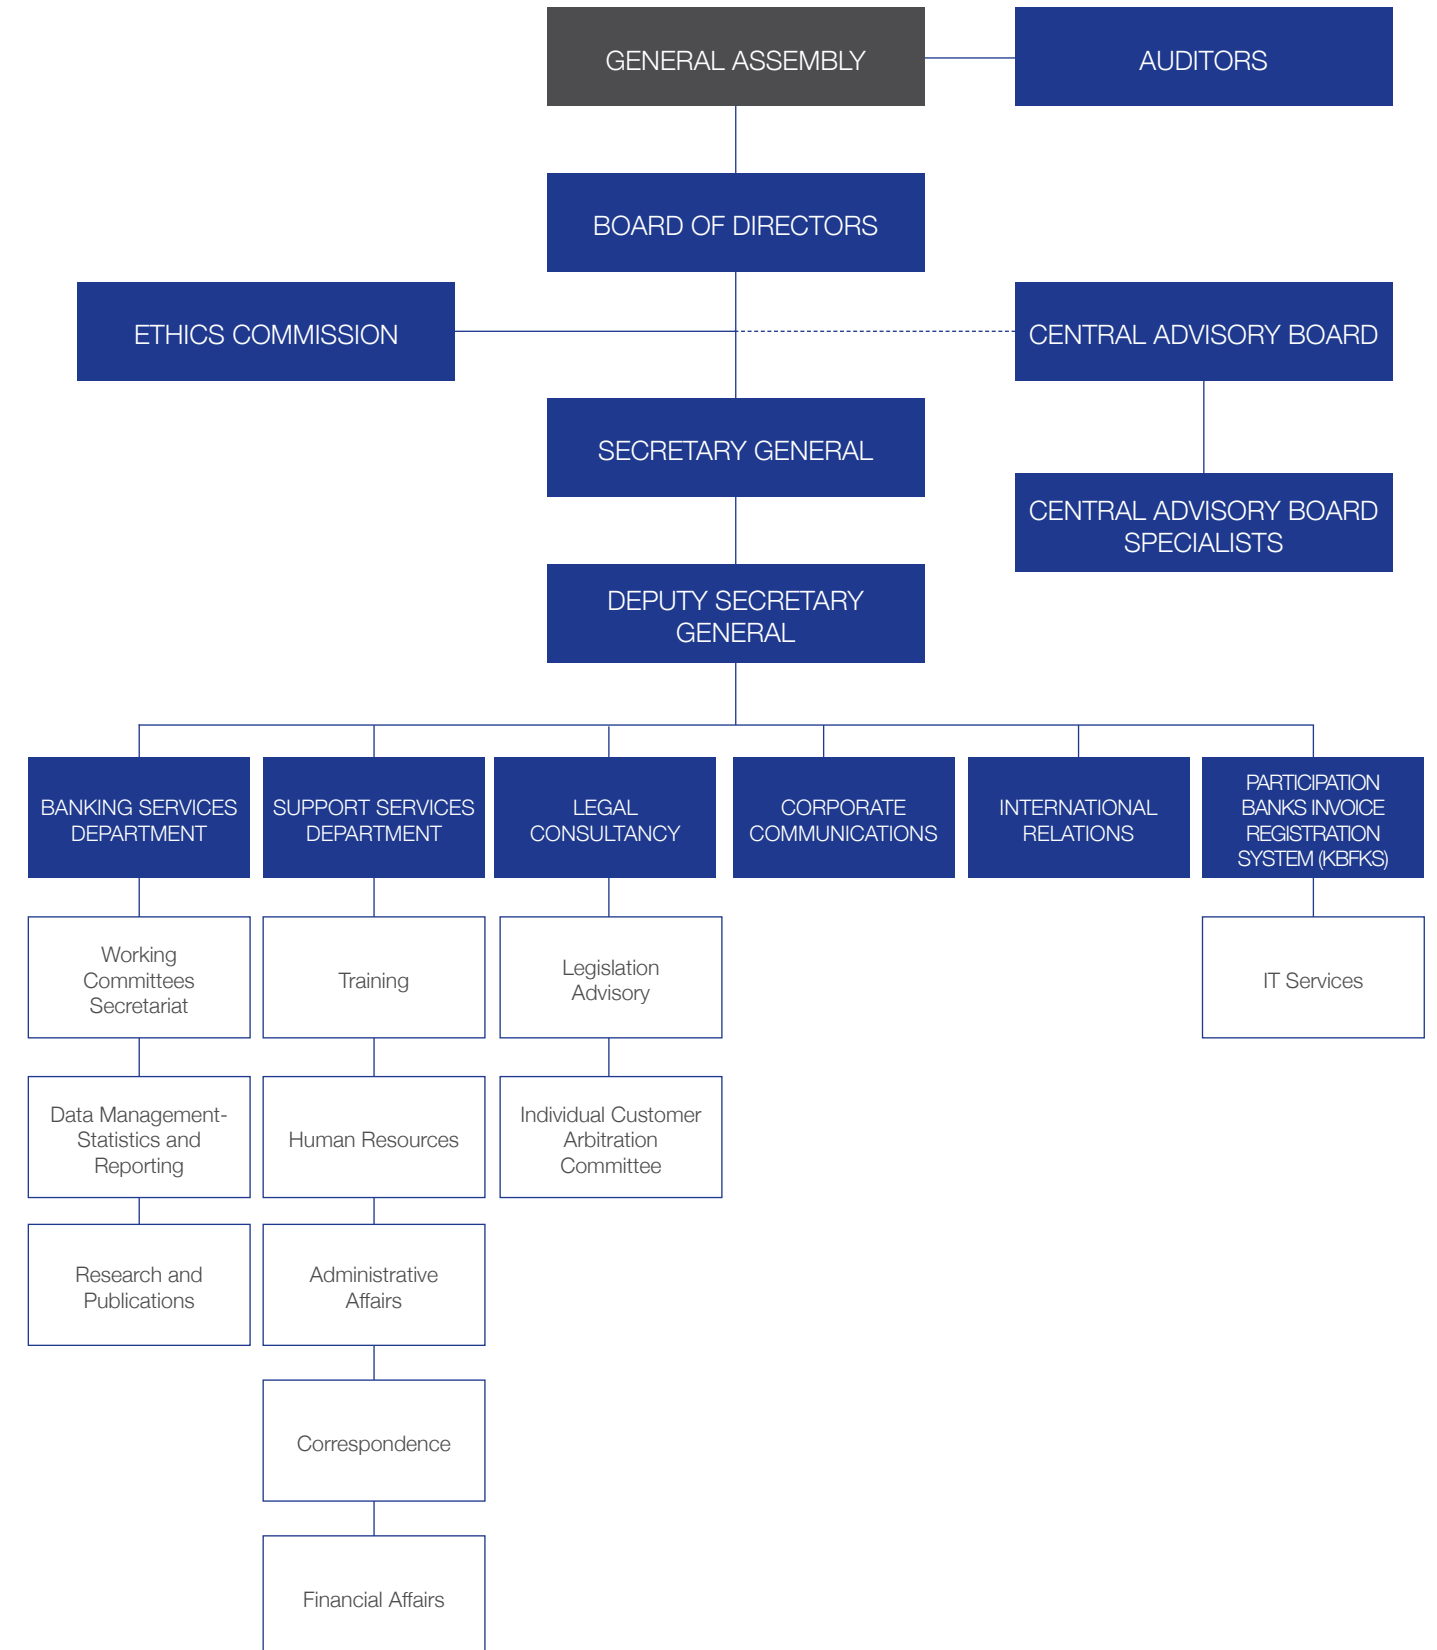 GENERAL ASSEMBLY
AUDITORS
BOARD OF DIRECTORS
ETHICS COMMISSION
CENTRAL ADVISORY BOARD
SECRETARY GENERAL
CENTRAL ADVISORY BOARD
SPECIALISTS
DEPUTY SECRETARY
GENERAL
BANKING SERVICES
DEPARTMENT
SUPPORT SERVICES
DEPARTMENT
LEGAL
CONSULTANCY
CORPORATE
COMMUNICATIONS
INTERNATIONAL
RELATIONS
PARTICIPATION
BANKS INVOICE
REGISTRATION
SYSTEM (KBFKS)
Working
Committees
Secretariat
Training
Legislation
Advisory
IT Services
Data Management-
Statistics and
Reporting
Human Resources
Individual Customer
Arbitration
Committee
Research and
Publications
Administrative
Affairs
Correspondence
Financial Affairs